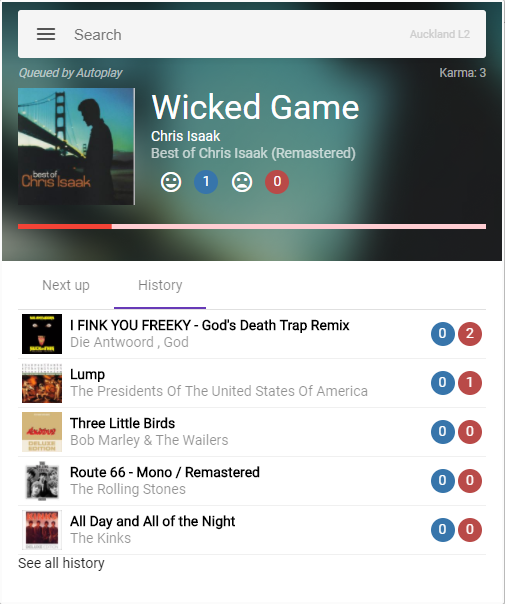 Search
Auckland L2
Queued by Autoplay
Karma: 3
Wicked Game
Chris Isaak
Best of Chris Isaak (Remastered)
best of
Chris Isaak
1
0
Next up
History
I FINK YOU FREEKY - God's Death Trap Remix
Die Antwoord , God
0 2
Lump
The Presidents Of The United States Of America
0 1
Three Little Birds
Bob Marley & The Wailers
0 0
EXODUS
DELUXE
EDITION
Route 66 - Mono / Remastered
The Rolling Stones
0 0
All Day and All of the Night
The Kinks
0 0
KINKS
See all history